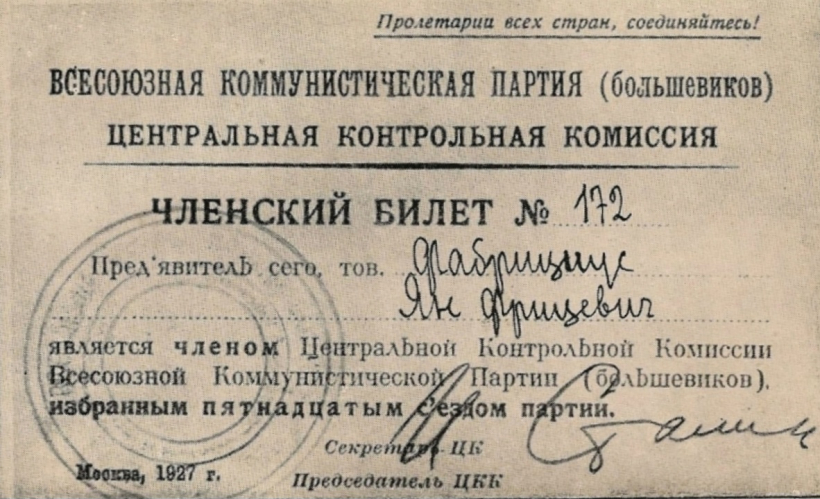 Пролетарии всех стран, соединяйтесь!
ВСЕСОЮЗНАЯ КОММУНИСТИЧЕСКАЯ ПАРТИЯ (большевиков)
ЦЕНТРАЛЬНАЯ КОНТРОЛЬНАЯ КОМИССИЯ
ЧЛЕНСКИЙ БИЛЕТ № 172
Пред'явитель сего, тов. Фабрициус
Ян Фрицевич
является членом Центральной Контрольной Комиссии
Всесоюзной Коммунистической Партии (большевиков),
избранным пятнадцатым с'ездом партии.
И Сталин
Секретарь ЦК
Москва, 1927 г.
Председатель ЦКК